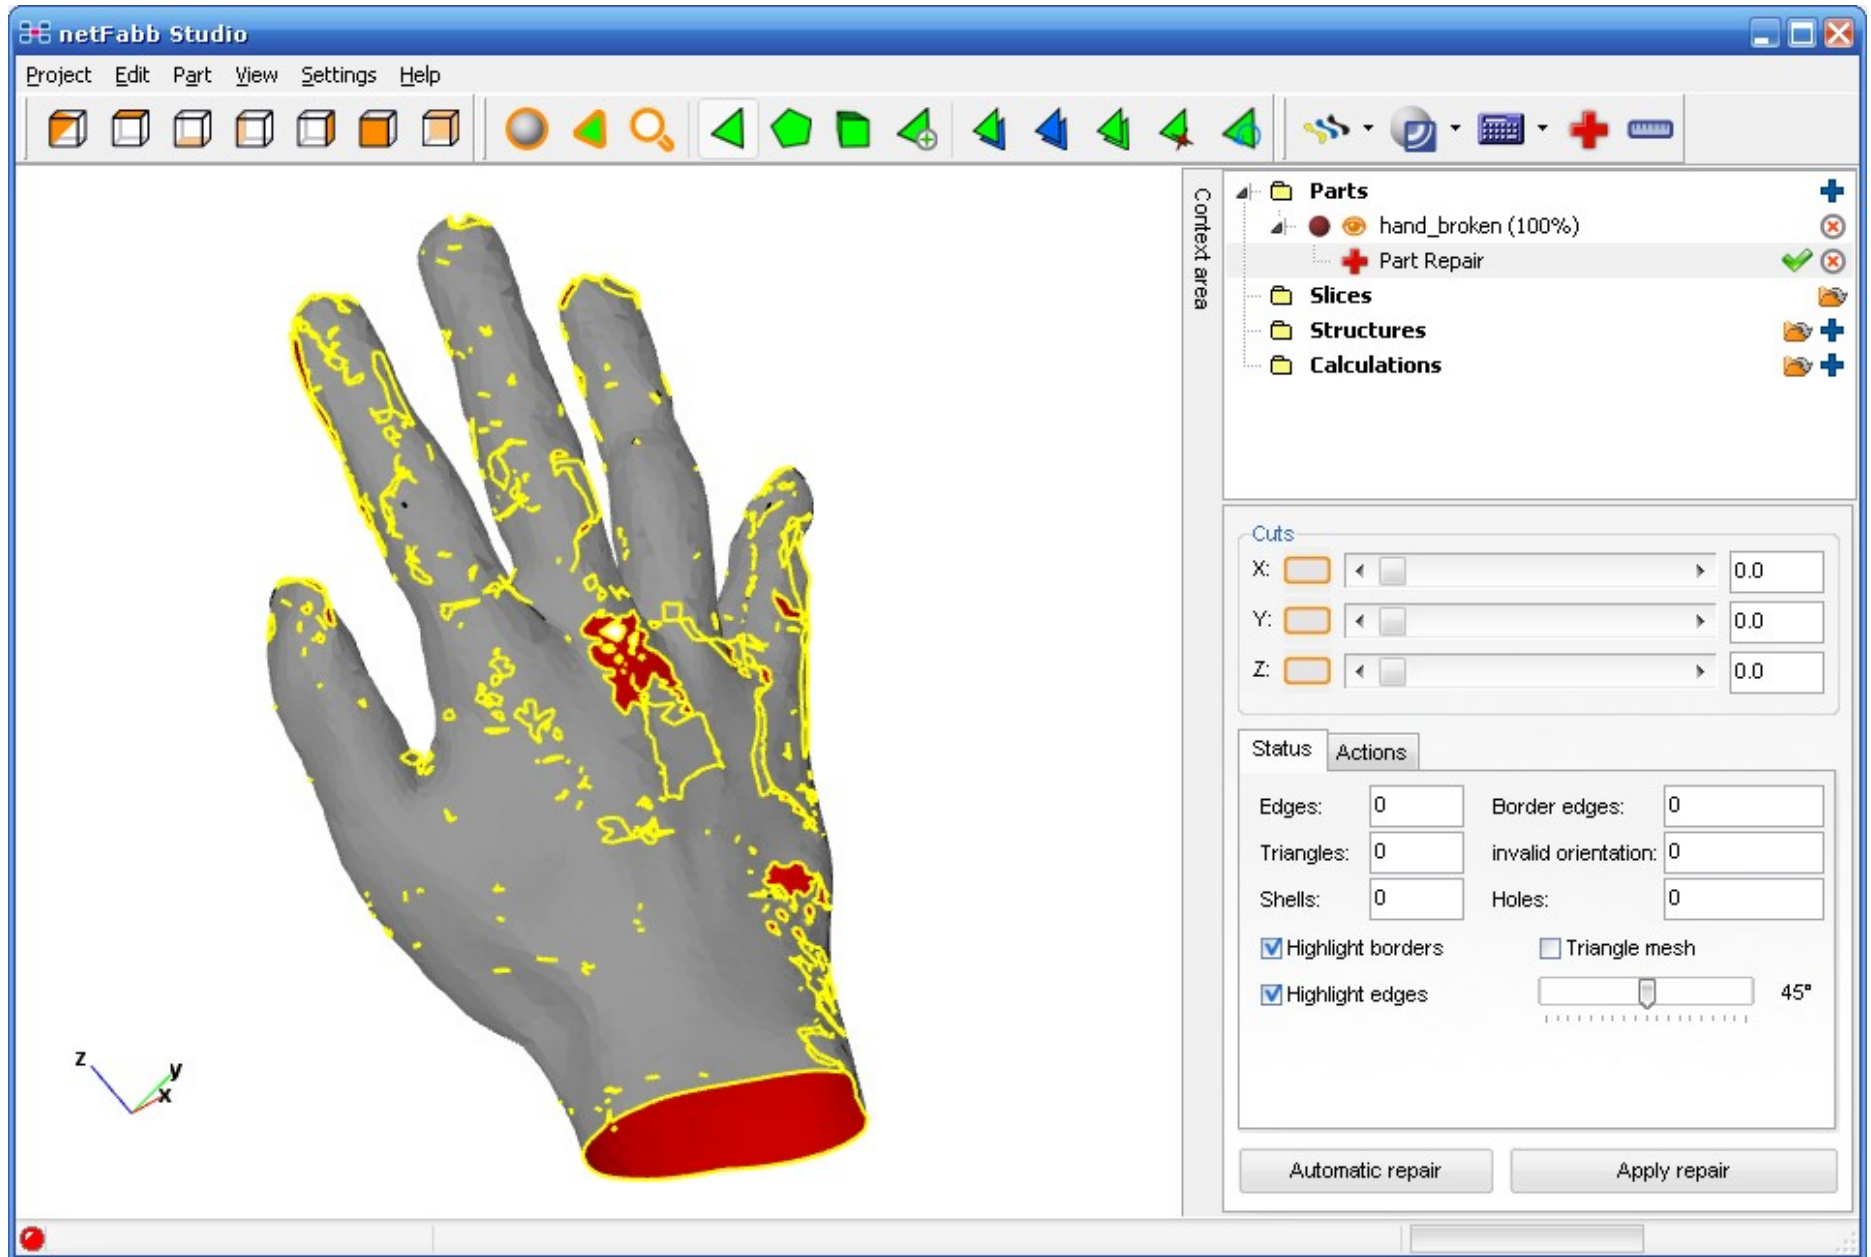 netFabb Studio
Project Edit Part View Settings Help
Context area
Parts
hand_broken (100%)
Part Repair
Slices
Structures
Calculations
Cuts
X: 0.0
Y: 0.0
Z: 0.0
Status Actions
Edges: 0 Border edges: 0
Triangles: 0 invalid orientation: 0
Shells: 0 Holes: 0
Highlight borders Triangle mesh
Highlight edges 45°
z y
x
Automatic repair Apply repair